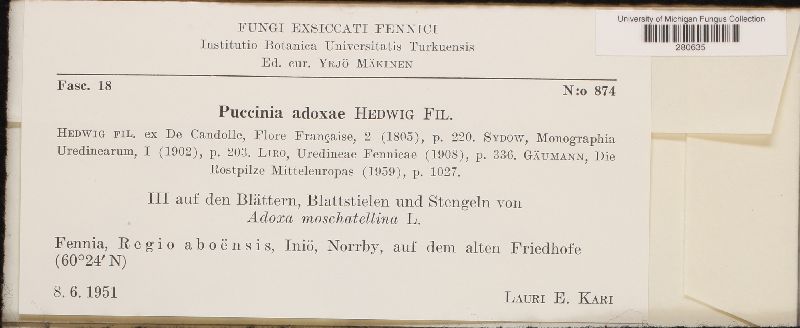 FUNGI EXSICCATI FENNICI
Institutio Botanica Universitatis Turkuensis
Ed. cur. YRJÖ MÄKINEN
University of Michigan Fungus Collection
280635
Fasc. 18 N:o 874
Puccinia adoxae HEDWIG FIL.
HEDWIG FIL. ex De Candolle, Flore Française, 2 (1805), p. 220. SYDOW, Monographia
Uredinearum, I (1902), p. 203. LIRO, Uredineae Fennicae (1908), p. 336. GÄUMANN, Die
Rostpilze Mitteleuropas (1959), p. 1027.
III auf den Blättern, Blattstielen und Stengeln von
Adoxa moschatellina L.
Fennia, Regio aboënsis, Iniö, Norrby, auf dem alten Friedhofe
(60°24′ N)
8. 6. 1951 LAURI E. KARI